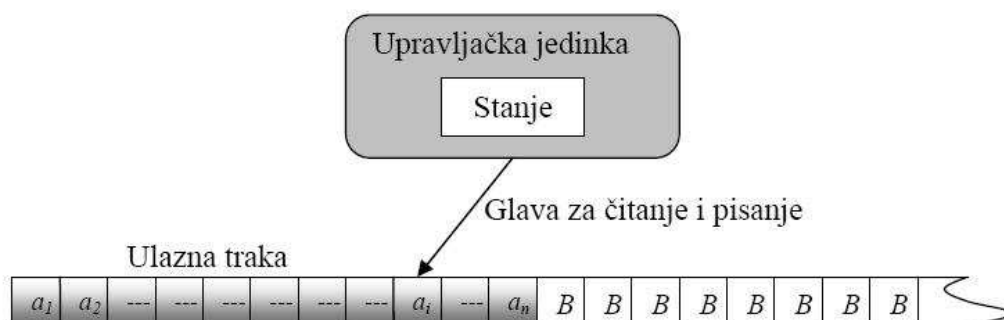 Upravljačka jedinka
Stanje
Glava za čitanje i pisanje
Ulazna traka
a1 a2 --- --- --- --- --- --- ai --- an B B B B B B B B